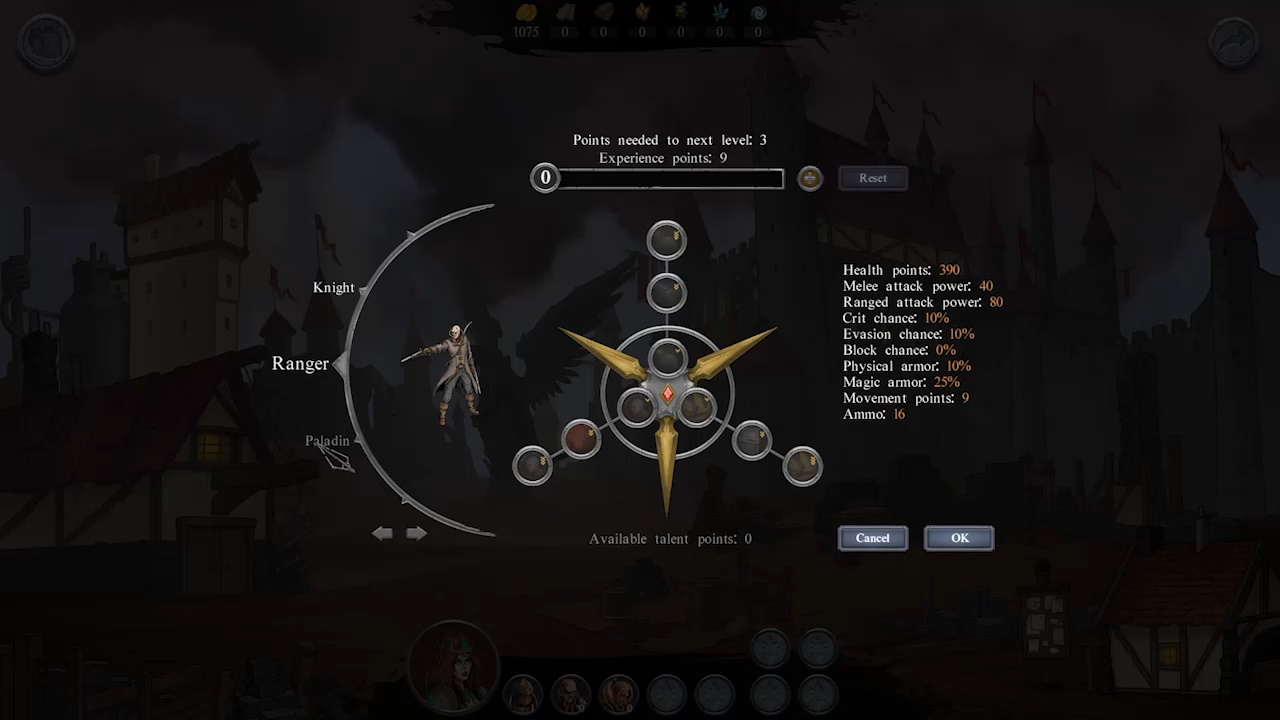 1075 0 0 0 0 0 0
Points needed to next level: 3
Experience points: 9
0
Reset
Knight
Ranger
Paladin
Health points: 390
Melee attack power: 40
Ranged attack power: 80
Crit chance: 10%
Evasion chance: 10%
Block chance: 0%
Physical armor: 10%
Magic armor: 25%
Movement points: 9
Ammo: 16
Available talent points: 0
Cancel
OK